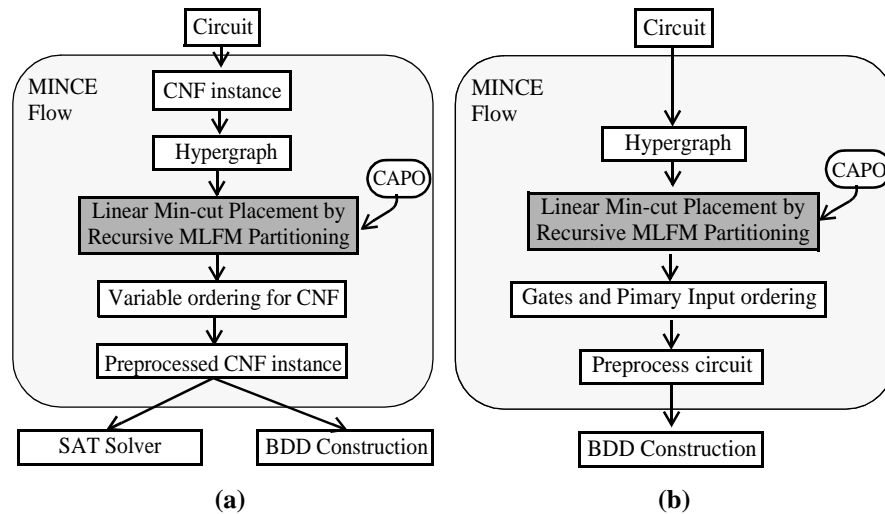 Circuit
MINCE
Flow
CNF instance
Hypergraph
CAPO
Linear Min-cut Placement by
Recursive MLFM Partitioning
Variable ordering for CNF
Preprocessed CNF instance
SAT Solver
BDD Construction
(a)
Circuit
MINCE
Flow
Hypergraph
CAPO
Linear Min-cut Placement by
Recursive MLFM Partitioning
Gates and Pimary Input ordering
Preprocess circuit
BDD Construction
(b)